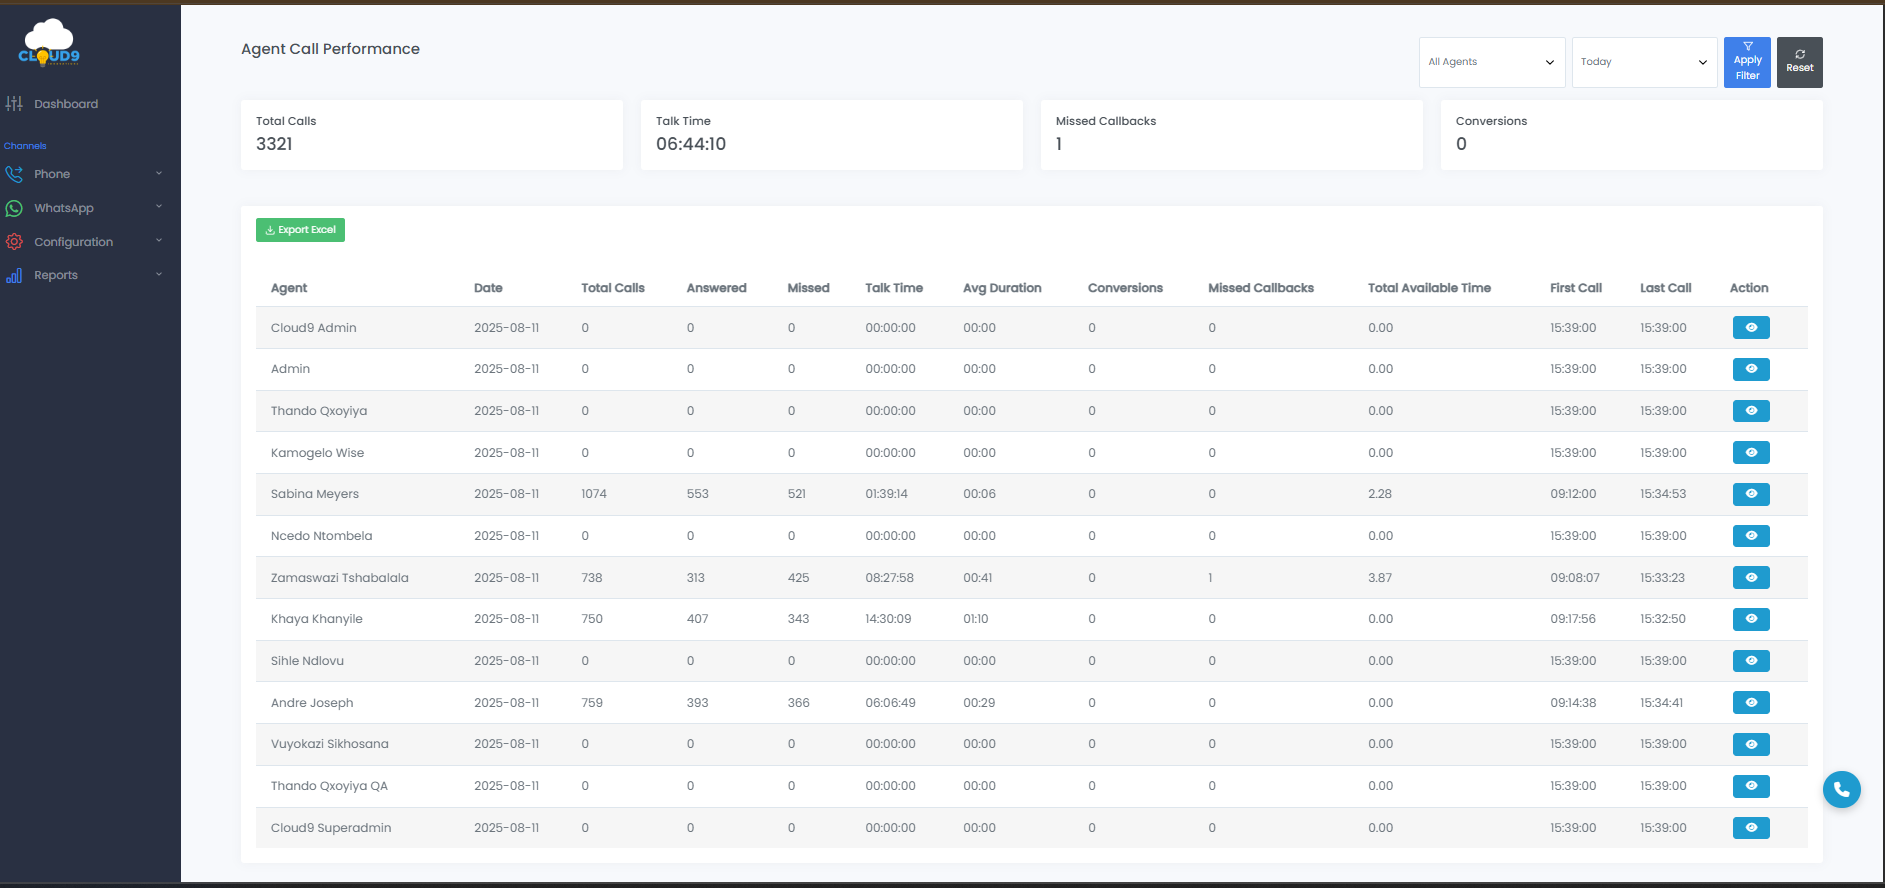 CLOUD9
Dashboard
Channels
Phone
WhatsApp
Configuration
Reports
Agent Call Performance
All Agents
Today
Apply
Filter
Reset
Total Calls
3321
Talk Time
06:44:10
Missed Callbacks
1
Conversions
0
Export Excel
Agent Date Total Calls Answered Missed Talk Time Avg Duration Conversions Missed Callbacks Total Available Time First Call Last Call Action
Cloud9 Admin 2025-08-11 0 0 0 00:00:00 00:00 0 0 0.00 15:39:00 15:39:00
Admin 2025-08-11 0 0 0 00:00:00 00:00 0 0 0.00 15:39:00 15:39:00
Thando Qxoyiya 2025-08-11 0 0 0 00:00:00 00:00 0 0 0.00 15:39:00 15:39:00
Kamogelo Wise 2025-08-11 0 0 0 00:00:00 00:00 0 0 0.00 15:39:00 15:39:00
Sabina Meyers 2025-08-11 1074 553 521 01:39:14 00:06 0 0 2.28 09:12:00 15:34:53
Ncedo Ntombela 2025-08-11 0 0 0 00:00:00 00:00 0 0 0.00 15:39:00 15:39:00
Zamaswazi Tshabalala 2025-08-11 738 313 425 08:27:58 00:41 0 1 3.87 09:08:07 15:33:23
Khaya Khanyile 2025-08-11 750 407 343 14:30:09 01:10 0 0 0.00 09:17:56 15:32:50
Sihle Ndlovu 2025-08-11 0 0 0 00:00:00 00:00 0 0 0.00 15:39:00 15:39:00
Andre Joseph 2025-08-11 759 393 366 06:06:49 00:29 0 0 0.00 09:14:38 15:34:41
Vuyokazi Sikhosana 2025-08-11 0 0 0 00:00:00 00:00 0 0 0.00 15:39:00 15:39:00
Thando Qxoyiya QA 2025-08-11 0 0 0 00:00:00 00:00 0 0 0.00 15:39:00 15:39:00
Cloud9 Superadmin 2025-08-11 0 0 0 00:00:00 00:00 0 0 0.00 15:39:00 15:39:00